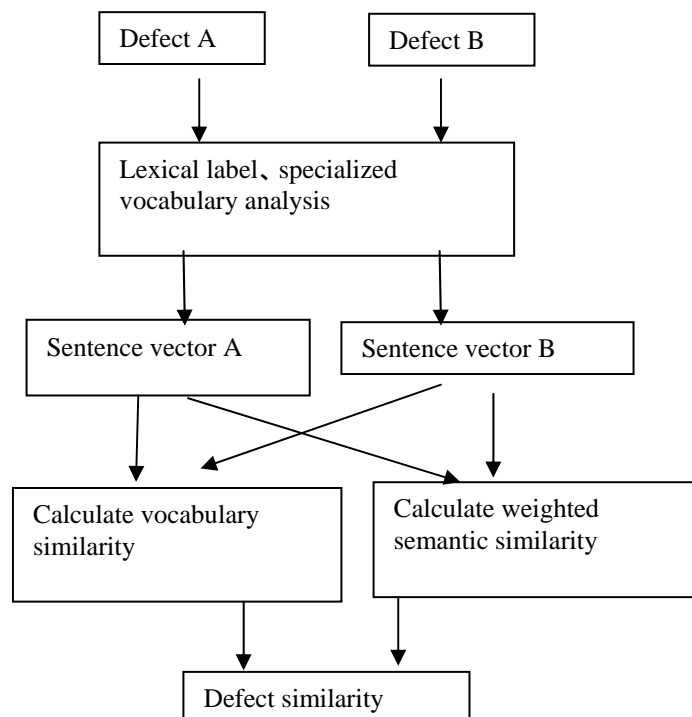 Defect A
Defect B
Lexical label、specialized
vocabulary analysis
Sentence vector A
Sentence vector B
Calculate vocabulary
similarity
Calculate weighted
semantic similarity
Defect similarity